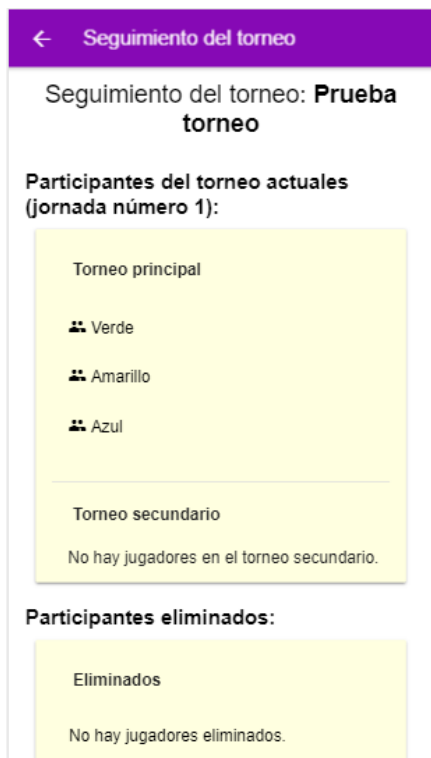 Seguimiento del torneo
Seguimiento del torneo: Prueba
torneo
Participantes del torneo actuales
(jornada número 1):
Torneo principal
Verde
Amarillo
Azul
Torneo secundario
No hay jugadores en el torneo secundario.
Participantes eliminados:
Eliminados
No hay jugadores eliminados.